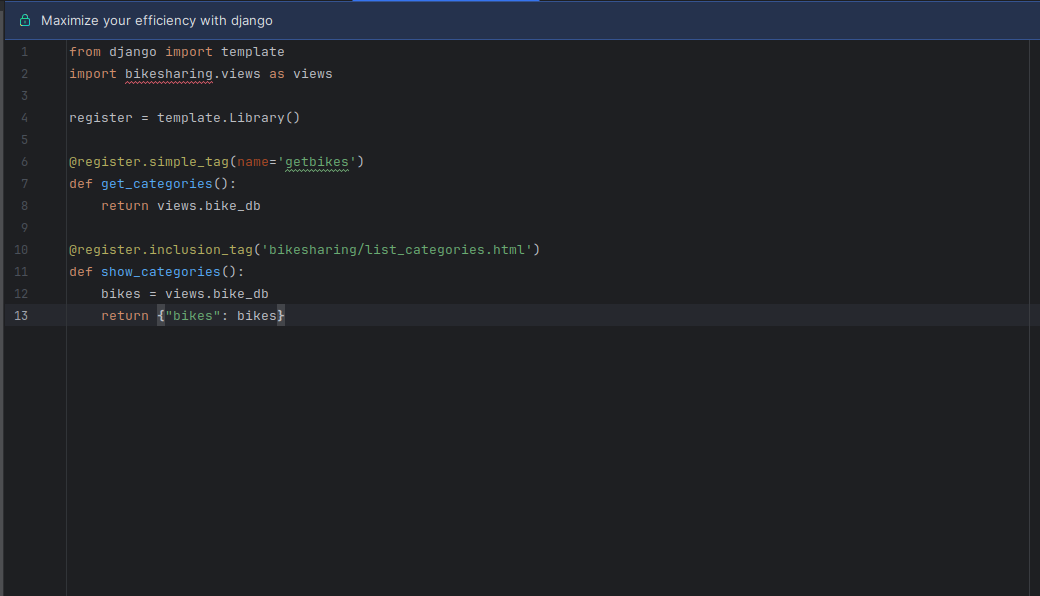 Maximize your efficiency with django
1 from django import template
2 import bikesharing.views as views
3
4 register = template.Library()
5
6 @register.simple_tag(name='getbikes')
7 def get_categories():
8     return views.bike_db
9
10 @register.inclusion_tag('bikesharing/list_categories.html')
11 def show_categories():
12     bikes = views.bike_db
13     return {"bikes": bikes}